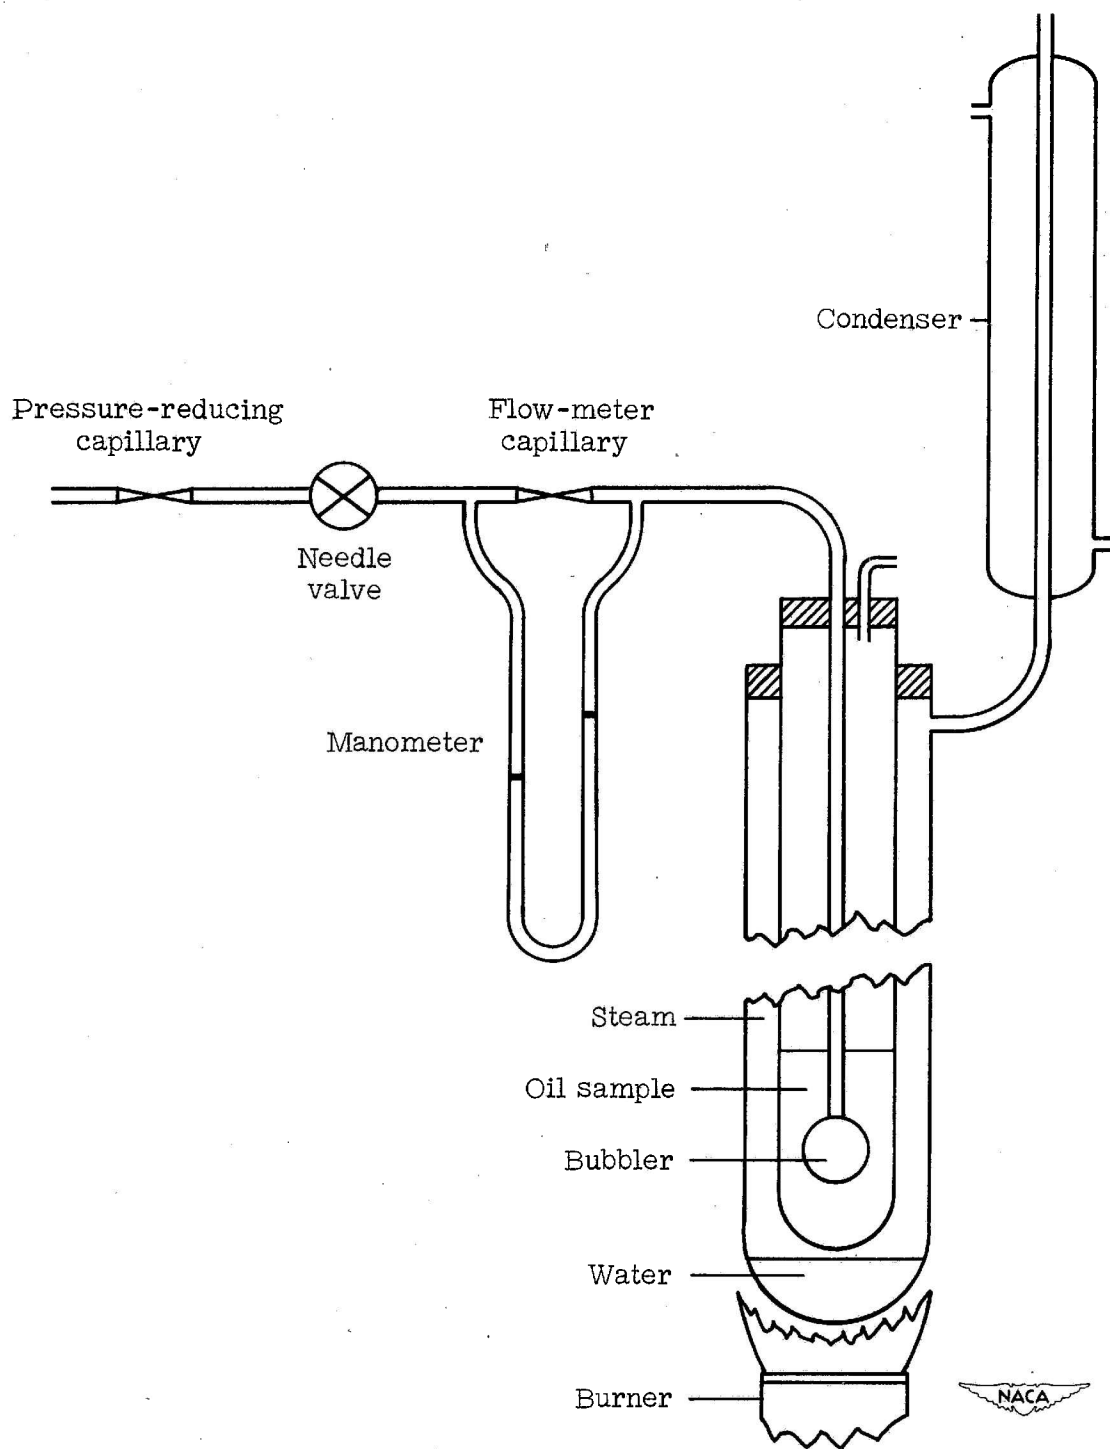 Condenser
Pressure-reducing
capillary
Flow-meter
capillary
Needle
valve
Manometer
Steam
Oil sample
Bubbler
Water
Burner
NACA